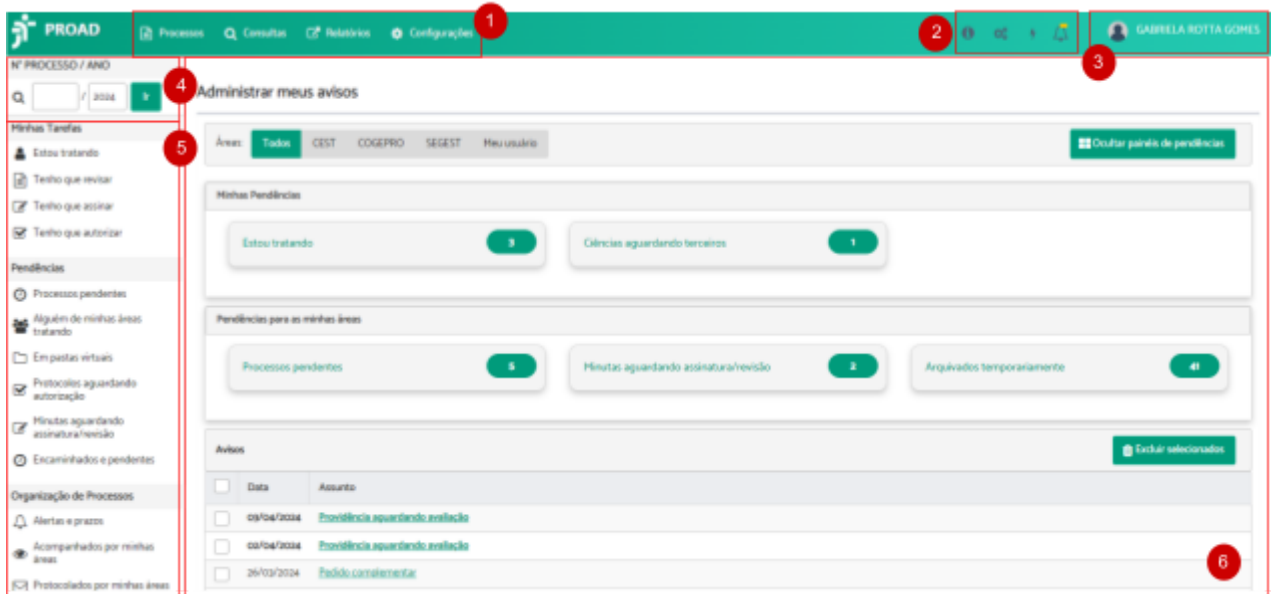 PROAD
Processos
Consultas
Relatórios
Configurações
1
2
GABRIELA ROTTA GOMES
3
Nº PROCESSO / ANO
/ 2024
Ir
4
Minhas Tarefas
5
Estou tratando
Tenho que revisar
Tenho que assinar
Tenho que autorizar
Pendências
Processos pendentes
Alguém de minhas áreas
tratando
Em pastas virtuais
Protocolos aguardando
autorização
Minutas aguardando
assinatura/revisão
Encaminhados e pendentes
Organização de Processos
Alertas e prazos
Acompanhados por minhas
áreas
Protocolados por minhas áreas
Administrar meus avisos
Áreas: Todos CEST COGEPRO SEGEST Meu usuário
Ocultar painéis de pendências
Minhas Pendências
Estou tratando 3
Ciências aguardando terceiros 1
Pendências para as minhas áreas
Processos pendentes 5
Minutas aguardando assinatura/revisão 2
Arquivados temporariamente 41
Avisos
Excluir selecionados
Data Assunto
09/04/2024 Providência aguardando avaliação
02/04/2024 Providência aguardando avaliação
26/03/2024 Pedido complementar
6